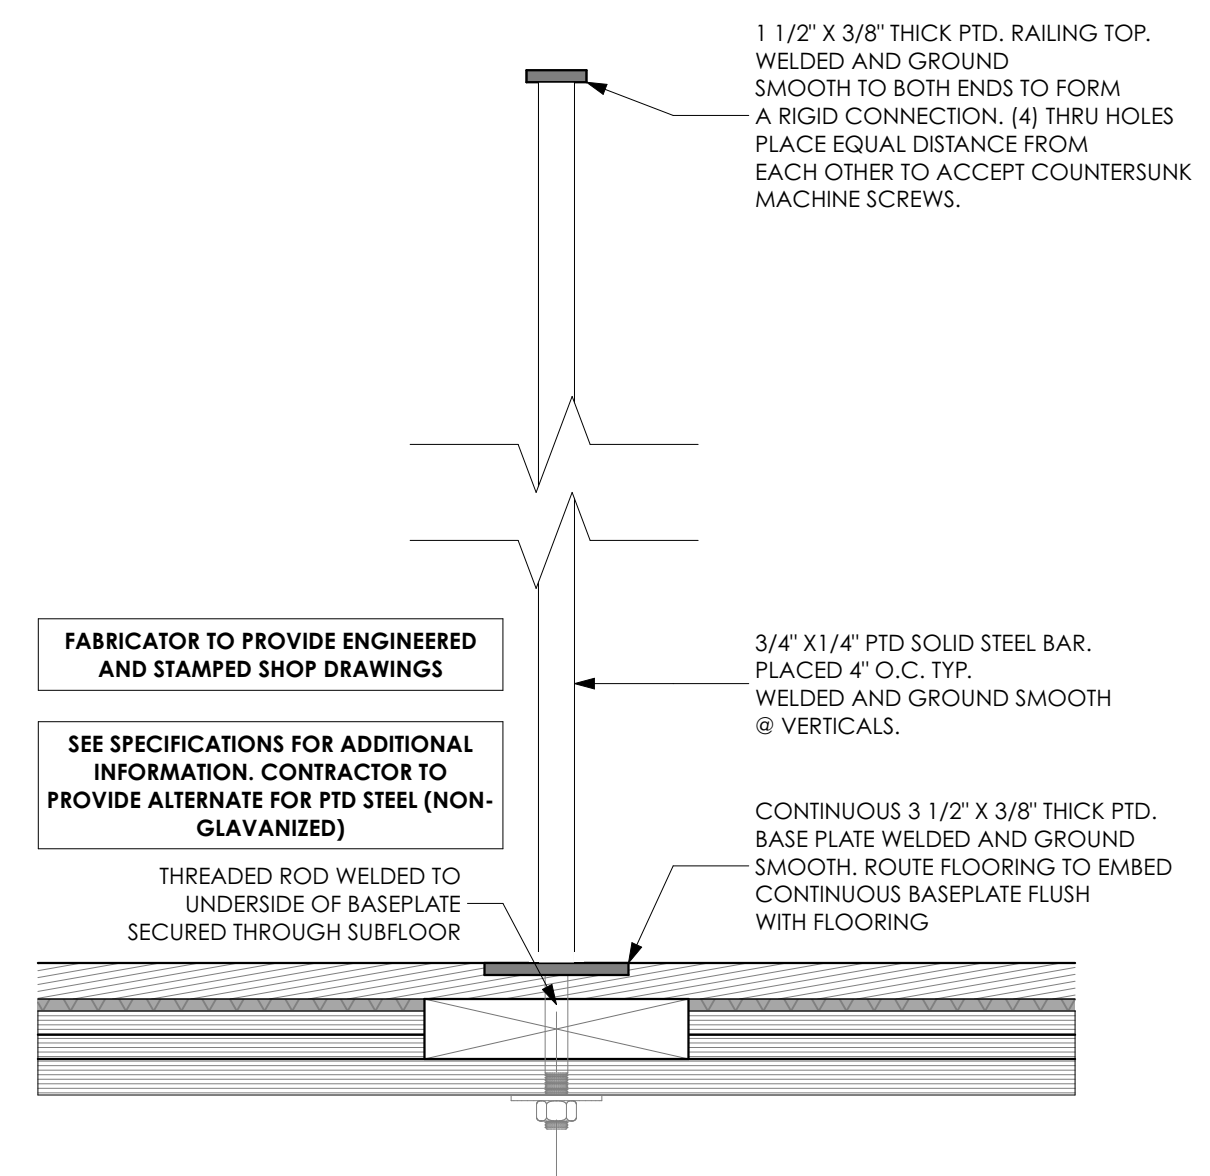 1 1/2" X 3/8" THICK PTD. RAILING TOP.
WELDED AND GROUND
SMOOTH TO BOTH ENDS TO FORM
A RIGID CONNECTION. (4) THRU HOLES
PLACE EQUAL DISTANCE FROM
EACH OTHER TO ACCEPT COUNTERSUNK
MACHINE SCREWS.
FABRICATOR TO PROVIDE ENGINEERED
AND STAMPED SHOP DRAWINGS
3/4" X1/4" PTD SOLID STEEL BAR.
PLACED 4" O.C. TYP.
WELDED AND GROUND SMOOTH
@ VERTICALS.
SEE SPECIFICATIONS FOR ADDITIONAL
INFORMATION. CONTRACTOR TO
PROVIDE ALTERNATE FOR PTD STEEL (NON-
GLAVANIZED)
CONTINUOUS 3 1/2" X 3/8" THICK PTD.
BASE PLATE WELDED AND GROUND
SMOOTH. ROUTE FLOORING TO EMBED
CONTINUOUS BASEPLATE FLUSH
WITH FLOORING
THREADED ROD WELDED TO
UNDERSIDE OF BASEPLATE
SECURED THROUGH SUBFLOOR